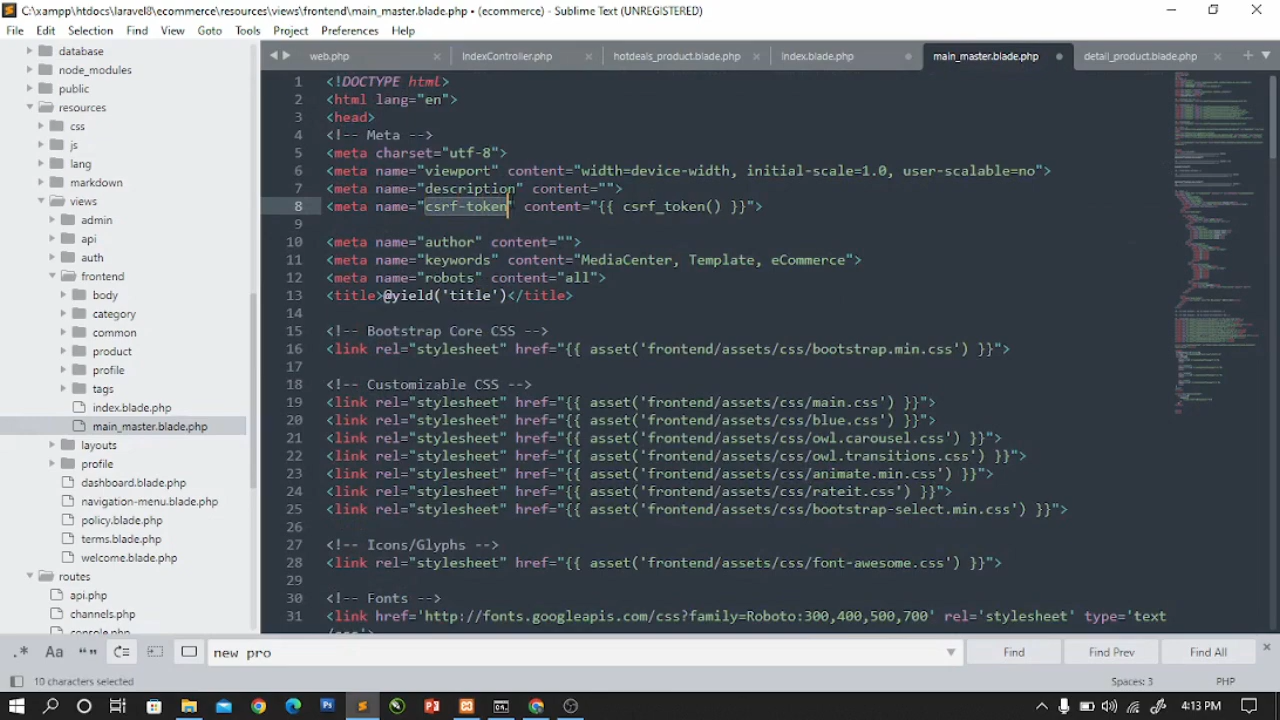 C:\xampp\htdocs\laravel8\ecommerce\resources\views\frontend\main_master.blade.php • (ecommerce) - Sublime Text (UNREGISTERED)
File Edit Selection Find View Goto Tools Project Preferences Help
web.php IndexController.php hotdeals_product.blade.php Index.blade.php main_master.blade.php detail_product.blade.php
database
node_modules
public
resources
css
js
lang
markdown
views
admin
api
auth
frontend
body
category
common
product
profile
tags
index.blade.php
main_master.blade.php
layouts
profile
dashboard.blade.php
navigation-menu.blade.php
policy.blade.php
terms.blade.php
welcome.blade.php
routes
api.php
channels.php
console.php
1 <!DOCTYPE html>
2 <html lang="en">
3 <head>
4 <!-- Meta -->
5 <meta charset="utf-8">
6 <meta name="viewport" content="width=device-width, initial-scale=1.0, user-scalable=no">
7 <meta name="description" content="">
8 <meta name="csrf-token" content="{{ csrf_token() }}">
9
10 <meta name="author" content="">
11 <meta name="keywords" content="MediaCenter, Template, eCommerce">
12 <meta name="robots" content="all">
13 <title>@yield('title')</title>
14
15 <!-- Bootstrap Core CSS -->
16 <link rel="stylesheet" href="{{ asset('frontend/assets/css/bootstrap.min.css') }}">
17
18 <!-- Customizable CSS -->
19 <link rel="stylesheet" href="{{ asset('frontend/assets/css/main.css') }}">
20 <link rel="stylesheet" href="{{ asset('frontend/assets/css/blue.css') }}">
21 <link rel="stylesheet" href="{{ asset('frontend/assets/css/owl.carousel.css') }}">
22 <link rel="stylesheet" href="{{ asset('frontend/assets/css/owl.transitions.css') }}">
23 <link rel="stylesheet" href="{{ asset('frontend/assets/css/animate.min.css') }}">
24 <link rel="stylesheet" href="{{ asset('frontend/assets/css/rateit.css') }}">
25 <link rel="stylesheet" href="{{ asset('frontend/assets/css/bootstrap-select.min.css') }}">
26
27 <!-- Icons/Glyphs -->
28 <link rel="stylesheet" href="{{ asset('frontend/assets/css/font-awesome.css') }}">
29
30 <!-- Fonts -->
31 <link href='http://fonts.googleapis.com/css?family=Roboto:300,400,500,700' rel='stylesheet' type='text
/css'>
.* Aa “” new pro Find Find Prev Find All
10 characters selected Spaces: 3 PHP
4:13 PM